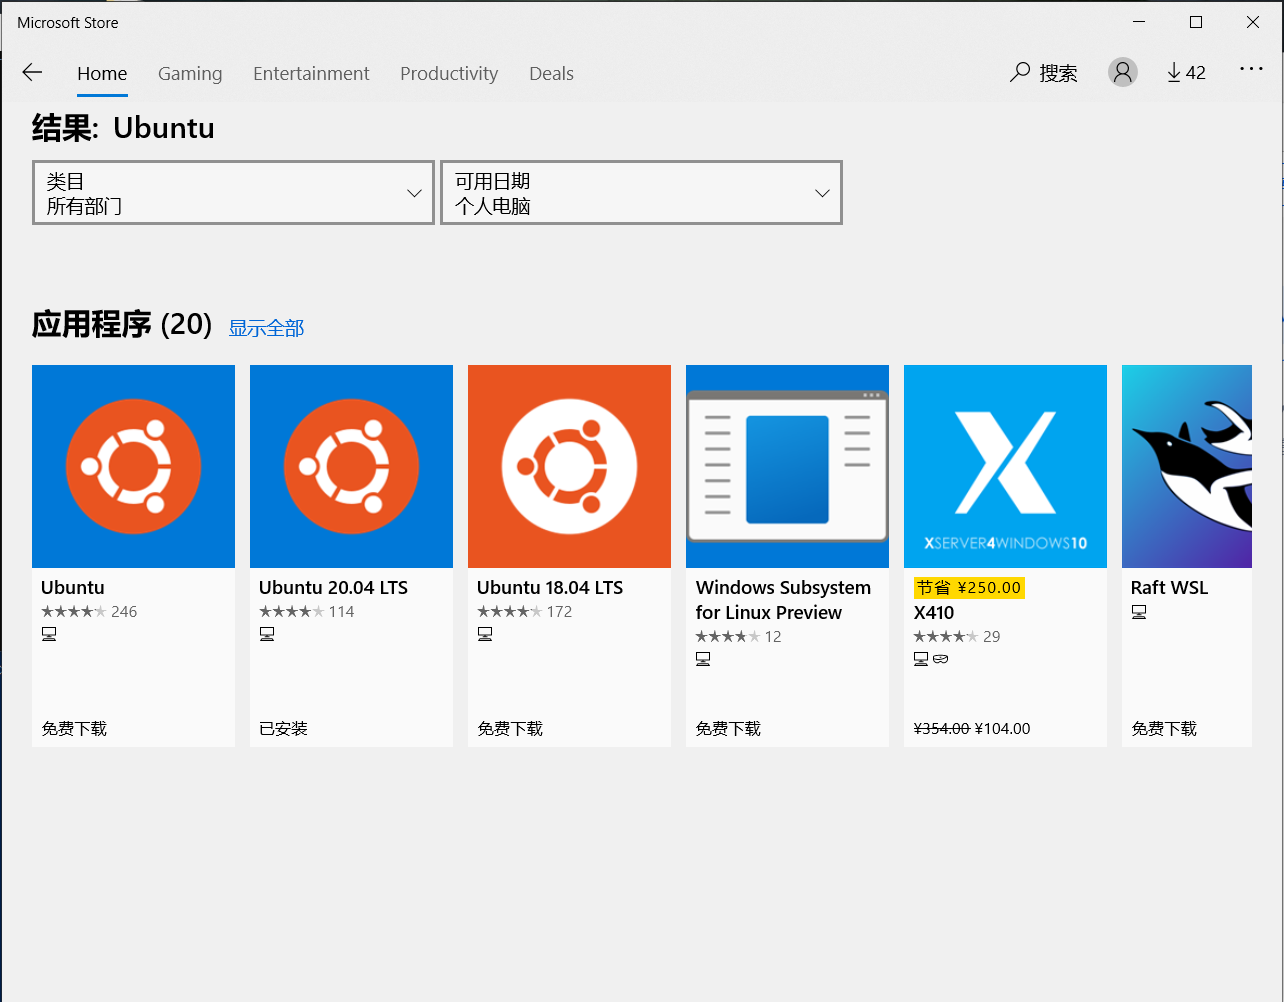 Microsoft Store
Home Gaming Entertainment Productivity Deals 搜索 42
结果: Ubuntu
类目
所有部门
可用日期
个人电脑
应用程序 (20) 显示全部
Ubuntu
246
免费下载
Ubuntu 20.04 LTS
114
已安装
Ubuntu 18.04 LTS
172
免费下载
Windows Subsystem
for Linux Preview
12
免费下载
X
XSERVER4WINDOWS10
节省 ¥250.00
X410
29
¥354.00 ¥104.00
Raft WSL
免费下载